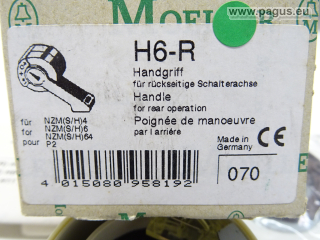 © www.pagus.eu
MOELLER
H6-R
Handgriff
für rückseitige Schalterachse
Handle
for rear operation
Poignée de manoeuvre
par l arrière
für NZM(S/H)4
for NZM(S/H)6
pour NZM(S/H)64
P2
Made in
Germany
CE
070
4 015080 958192